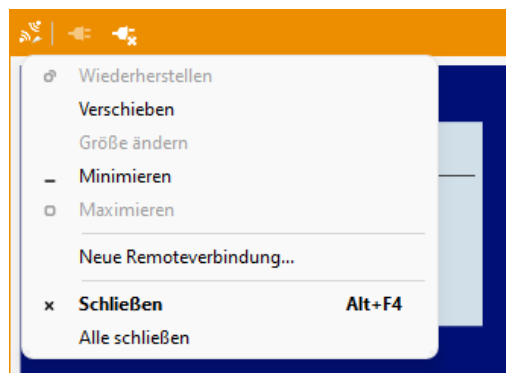 Wiederherstellen
Verschieben
Größe ändern
Minimieren
Maximieren
Neue Remoteverbindung...
Schließen Alt+F4
Alle schließen